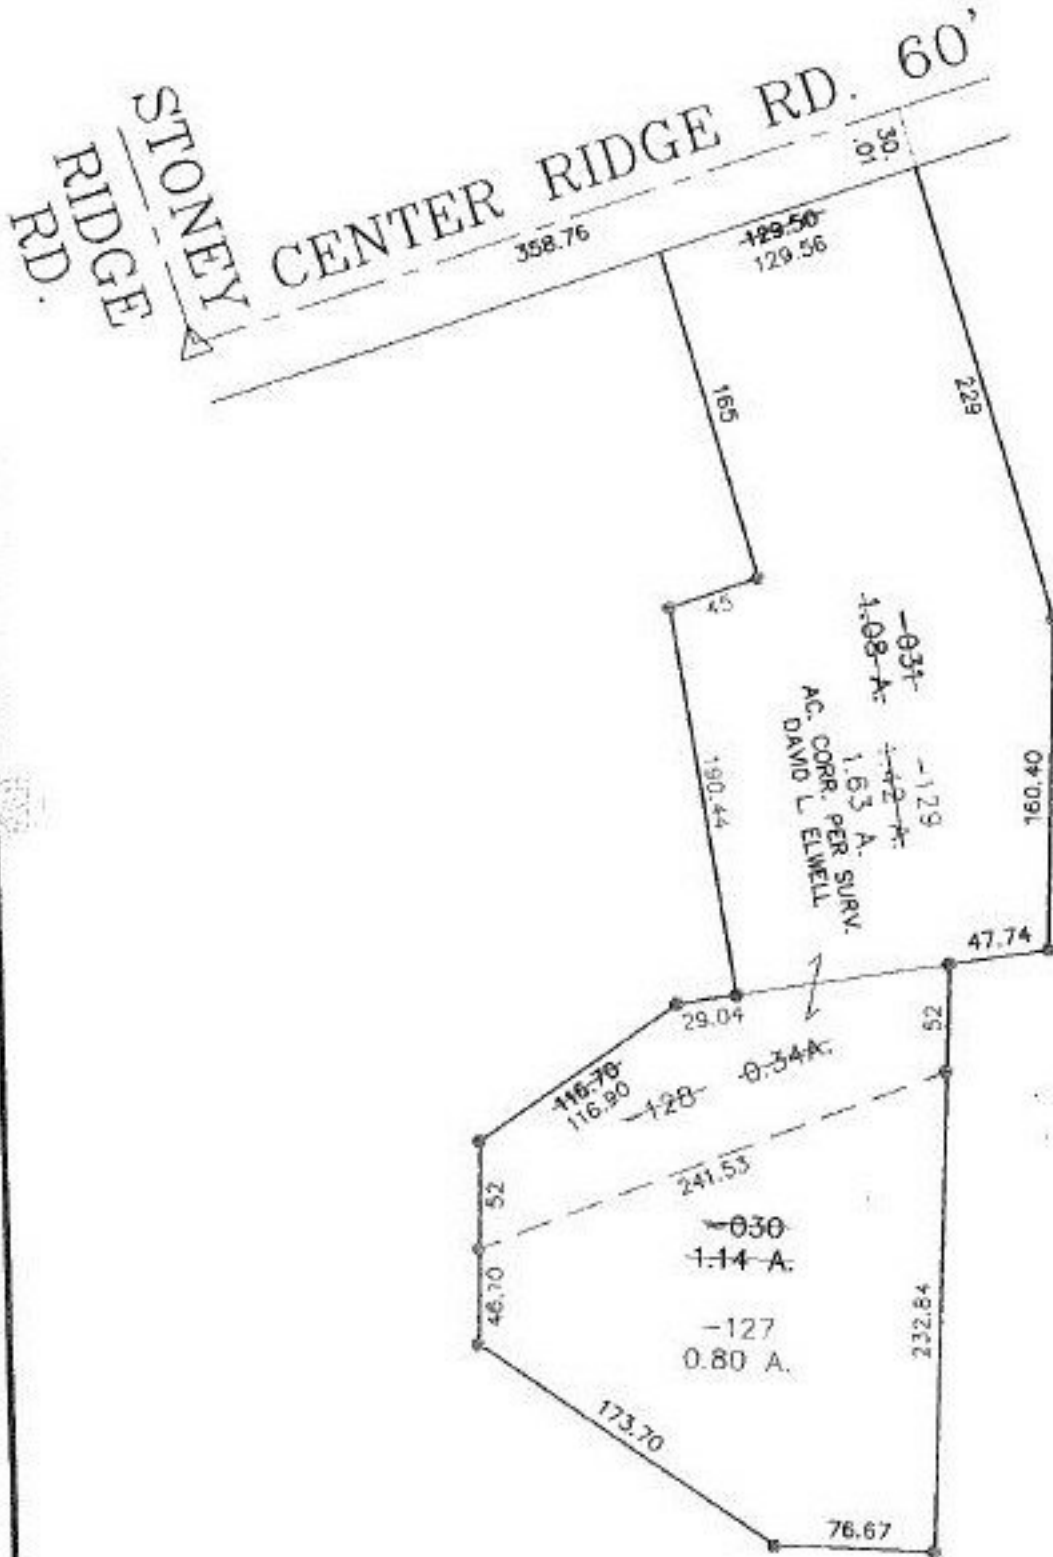 STONEY
RIDGE
RD.
CENTER RIDGE RD. 60'
30.
01
358.76
129.50
129.56
165
229
45
-031
1.08 A.
-129
1.42 A.
1.63 A.
AC. CORR. PER SURV.
DAVID L. ELWELL
190.44
160.40
47.74
29.04
52
116.70
116.90
-128
0.34 A.
241.53
52
-030
1.14 A.
46.70
-127
0.80 A.
232.84
173.70
76.67